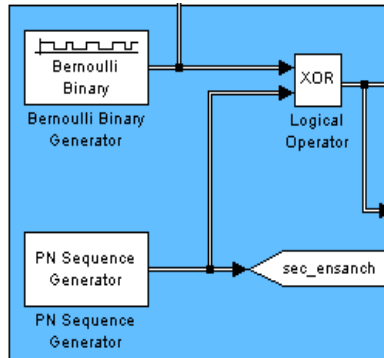 Bernoulli
Binary
Bernoulli Binary
Generator
XOR
Logical
Operator
PN Sequence
Generator
PN Sequence
Generator
sec_ensanch